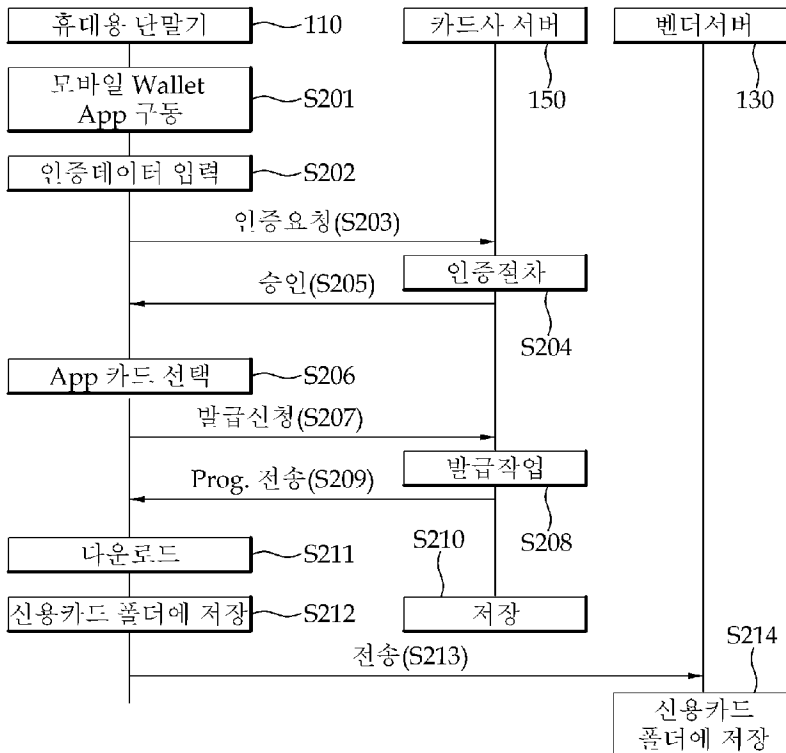 휴대용 단말기
110
카드사 서버
벤더서버
150
130
모바일 Wallet
App 구동
S201
인증데이터 입력
S202
인증요청(S203)
인증절차
승인(S205)
S204
App 카드 선택
S206
발급신청(S207)
발급작업
Prog. 전송(S209)
S208
S210
다운로드
S211
신용카드 폴더에 저장
S212
저장
전송(S213)
S214
신용카드
폴더에 저장